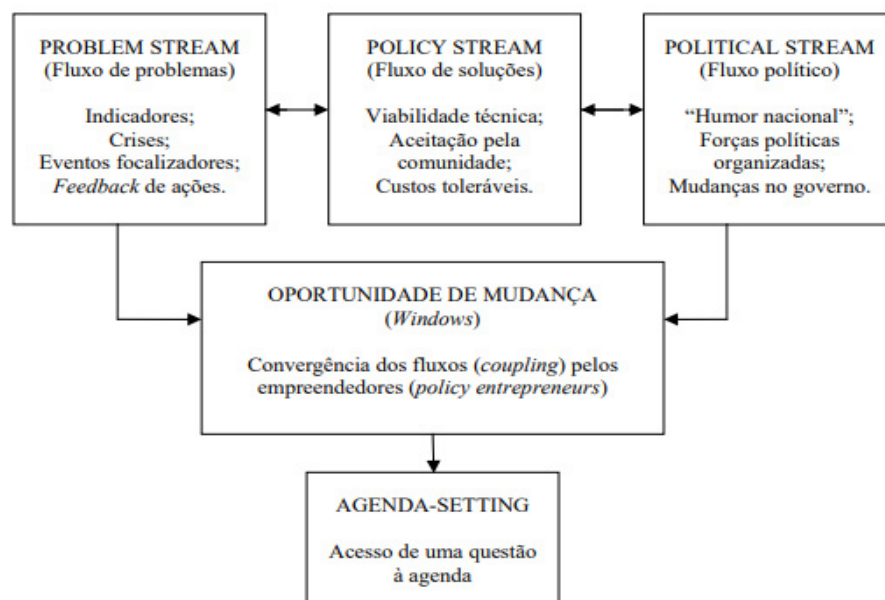 PROBLEM STREAM
(Fluxo de problemas)
Indicadores;
Crises;
Eventos focalizadores;
Feedback de ações.
POLICY STREAM
(Fluxo de soluções)
Viabilidade técnica;
Aceitação pela
comunidade;
Custos toleráveis.
POLITICAL STREAM
(Fluxo político)
“Humor nacional”;
Forças políticas
organizadas;
Mudanças no governo.
OPORTUNIDADE DE MUDANÇA
(Windows)
Convergência dos fluxos (coupling) pelos
empreendedores (policy entrepreneurs)
AGENDA-SETTING
Acesso de uma questão
à agenda